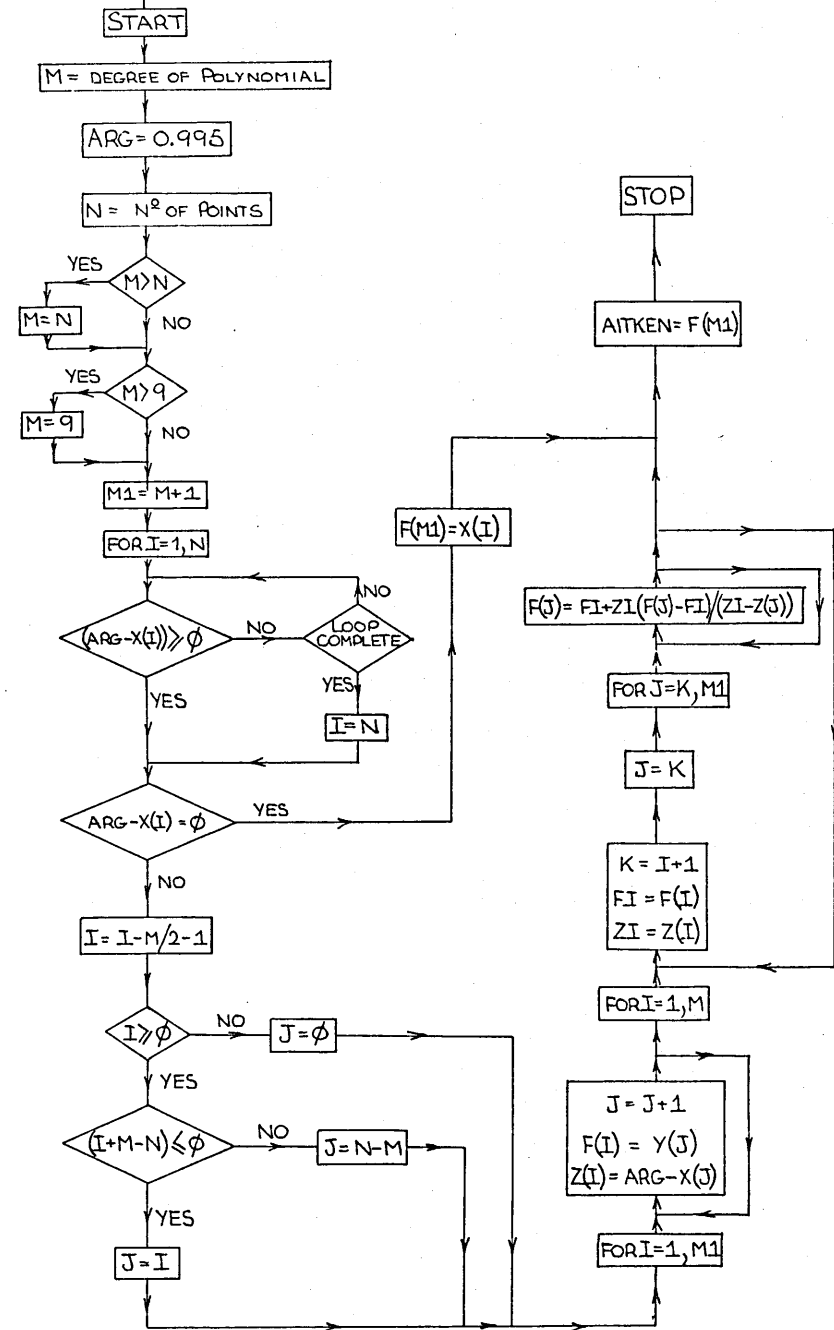 START
M = DEGREE OF POLYNOMIAL
ARG = 0.995
N = Nº OF POINTS
M>N
YES
NO
M=N
M>9
YES
NO
M=9
M1=M+1
FOR I=1, N
(ARG-X(I))⩾ϕ
NO
YES
LOOP
COMPLETE
NO
YES
I=N
ARG-X(I)=ϕ
YES
NO
F(M1)=X(I)
I=I-M/2-1
I⩾ϕ
NO
YES
J=ϕ
(I+M-N)⩽ϕ
NO
YES
J=N-M
J=I
FOR I=1, M1
J=J+1
F(I) = Y(J)
Z(I)=ARG-X(J)
FOR I=1, M
K=I+1
FI=F(I)
ZI=Z(I)
J=K
FOR J=K, M1
F(J)=FI+ZI(F(J)-FI)/(ZI-Z(J))
AITKEN=F(M1)
STOP